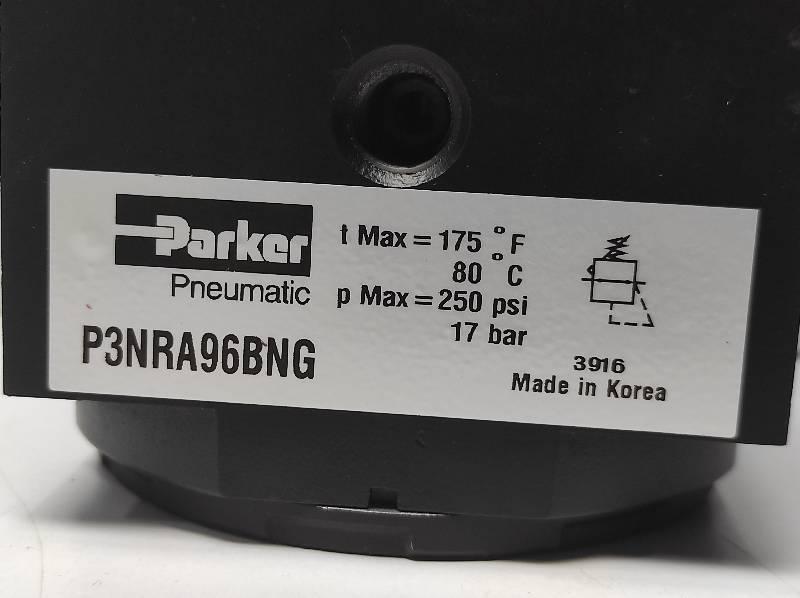 Parker
Pneumatic
P3NRA96BNG
t Max = 175 °F
80 °C
p Max = 250 psi
17 bar
3916
Made in Korea